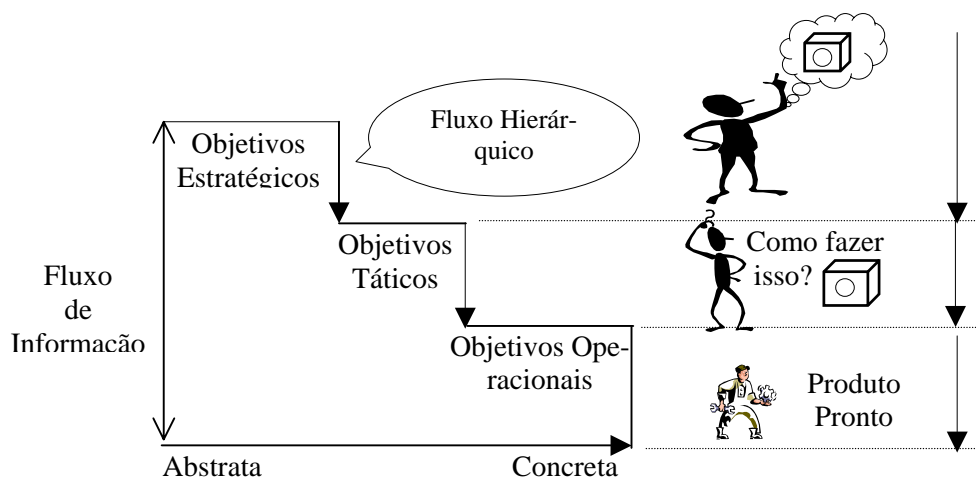 Fluxo Hierár-
quico
Objetivos
Estratégicos
Objetivos
Táticos
Como fazer
isso?
Fluxo
de
Informação
Objetivos Ope-
racionais
Produto
Pronto
Abstrata
Concreta
?